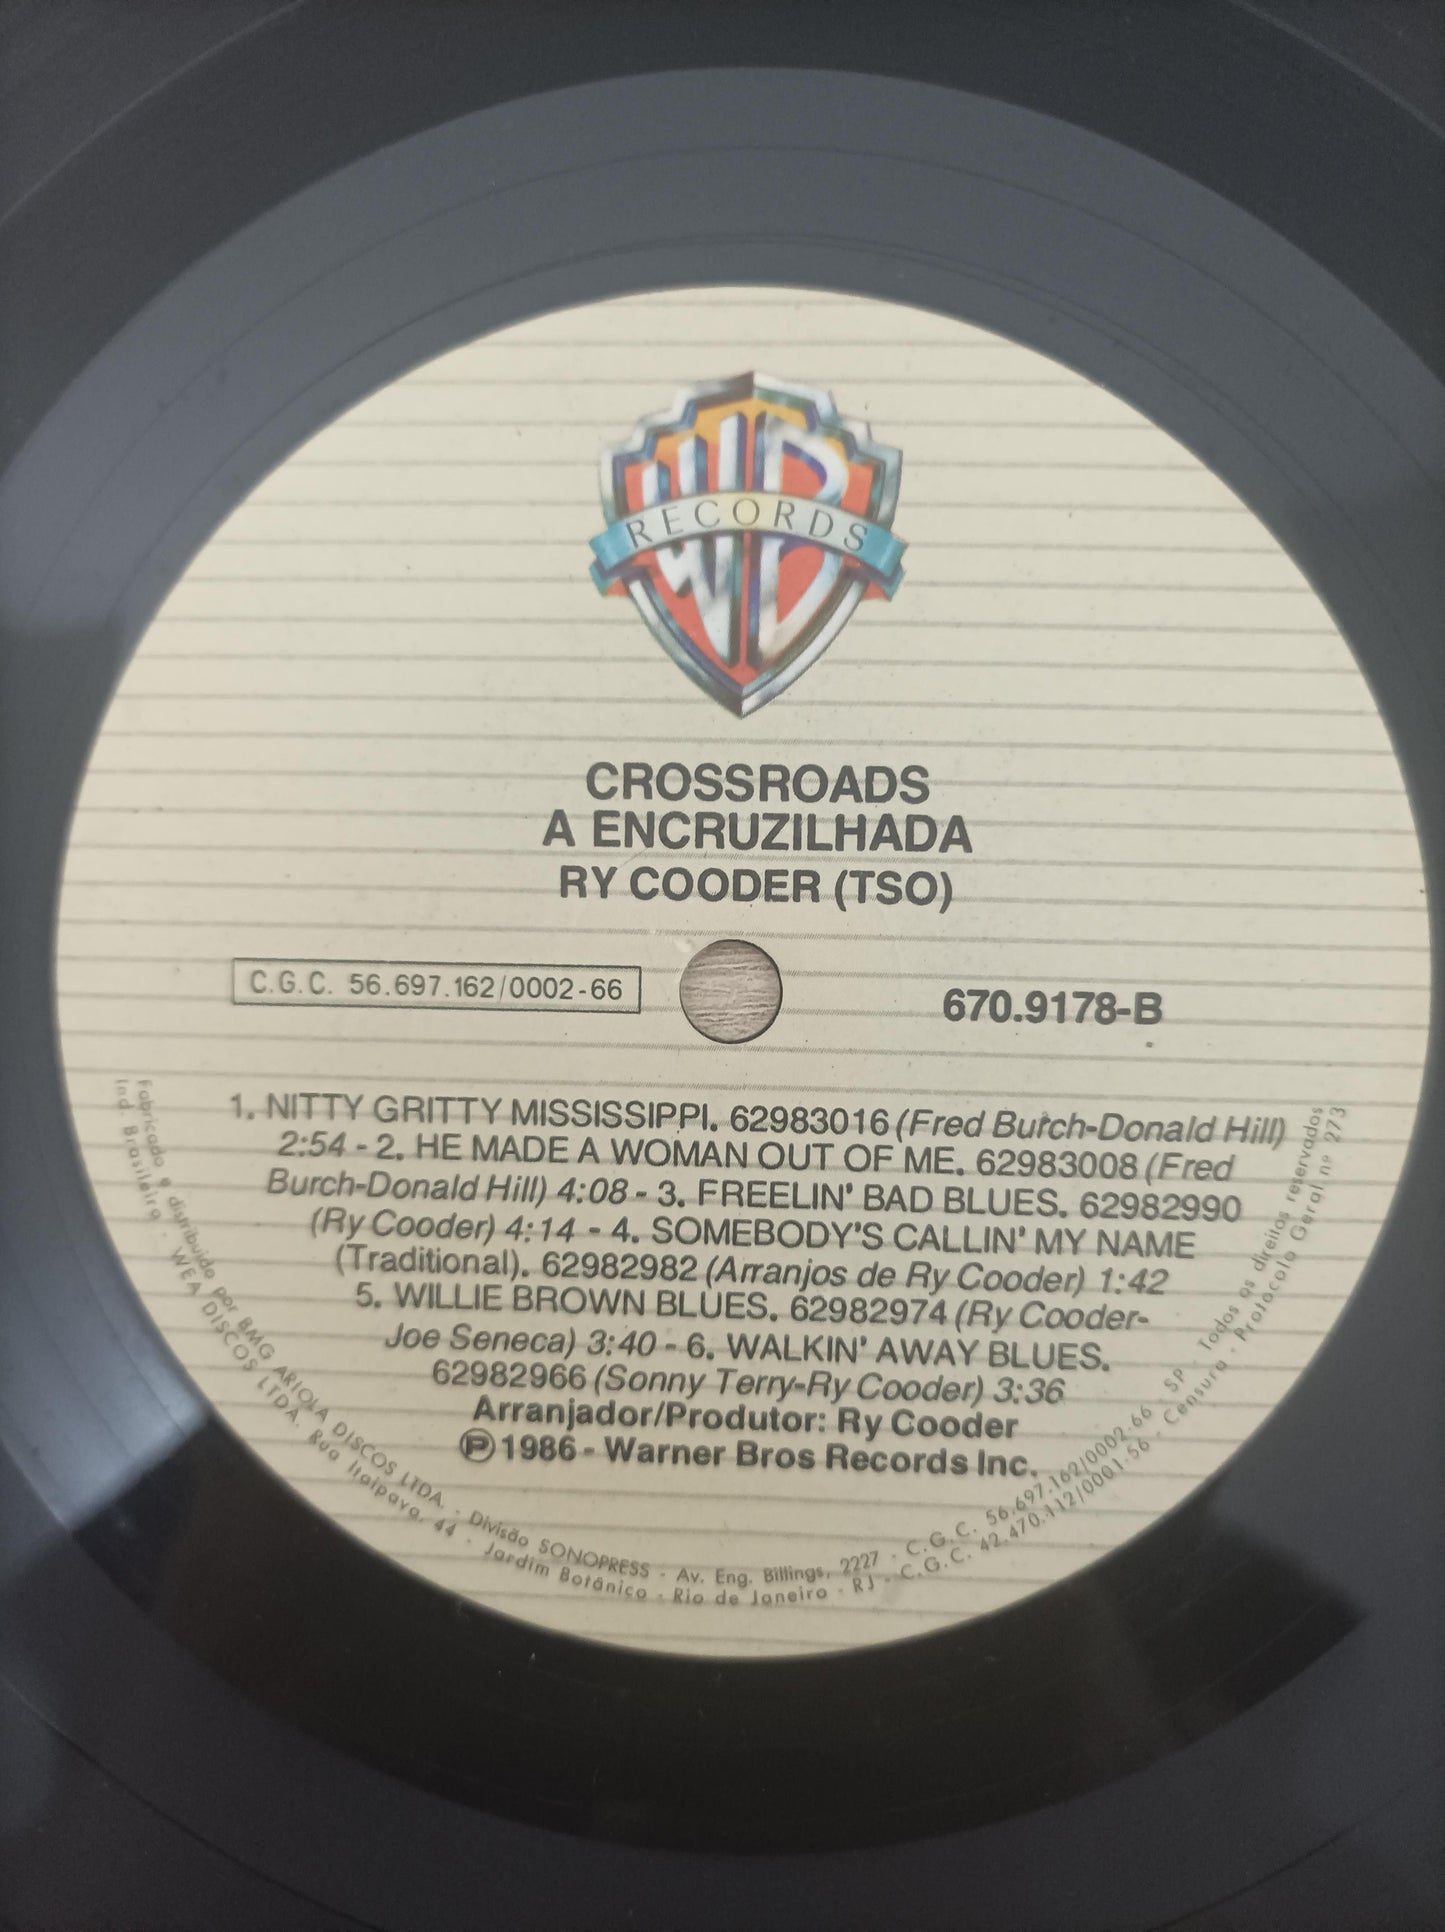 WB
RECORDS
CROSSROADS
A ENCRUZILHADA
RY COODER (TSO)
C.G.C. 56.697.162/0002-66
670.9178-B
1. NITTY GRITTY MISSISSIPPI. 62983016 (Fred Burch-Donald Hill)
2:54 - 2. HE MADE A WOMAN OUT OF ME. 62983008 (Fred
Burch-Donald Hill) 4:08 - 3. FREELIN' BAD BLUES. 62982990
(Ry Cooder) 4:14 - 4. SOMEBODY'S CALLIN' MY NAME
(Traditional). 62982982 (Arranjos de Ry Cooder) 1:42
5. WILLIE BROWN BLUES. 62982974 (Ry Cooder-
Joe Seneca) 3:40 - 6. WALKIN' AWAY BLUES.
62982966 (Sonny Terry-Ry Cooder) 3:36
Arranjador/Produtor: Ry Cooder
Ⓟ 1986 - Warner Bros Records Inc.
Fabricado e distribuído por BMG ARIOLA DISCOS LTDA. - Divisão SONOPRESS - Av. Eng. Billings, 2227 - C.G.C. 56.697.162/0002-66 - SP - Todos os direitos reservados
Ind. Brasileira - WEA DISCOS LTDA. Rua Itaipava, 44 - Jardim Botânico - Rio de Janeiro - RJ - C.G.C. 42.470.112/0001-56 - Censura - Protocolo Geral nº 273